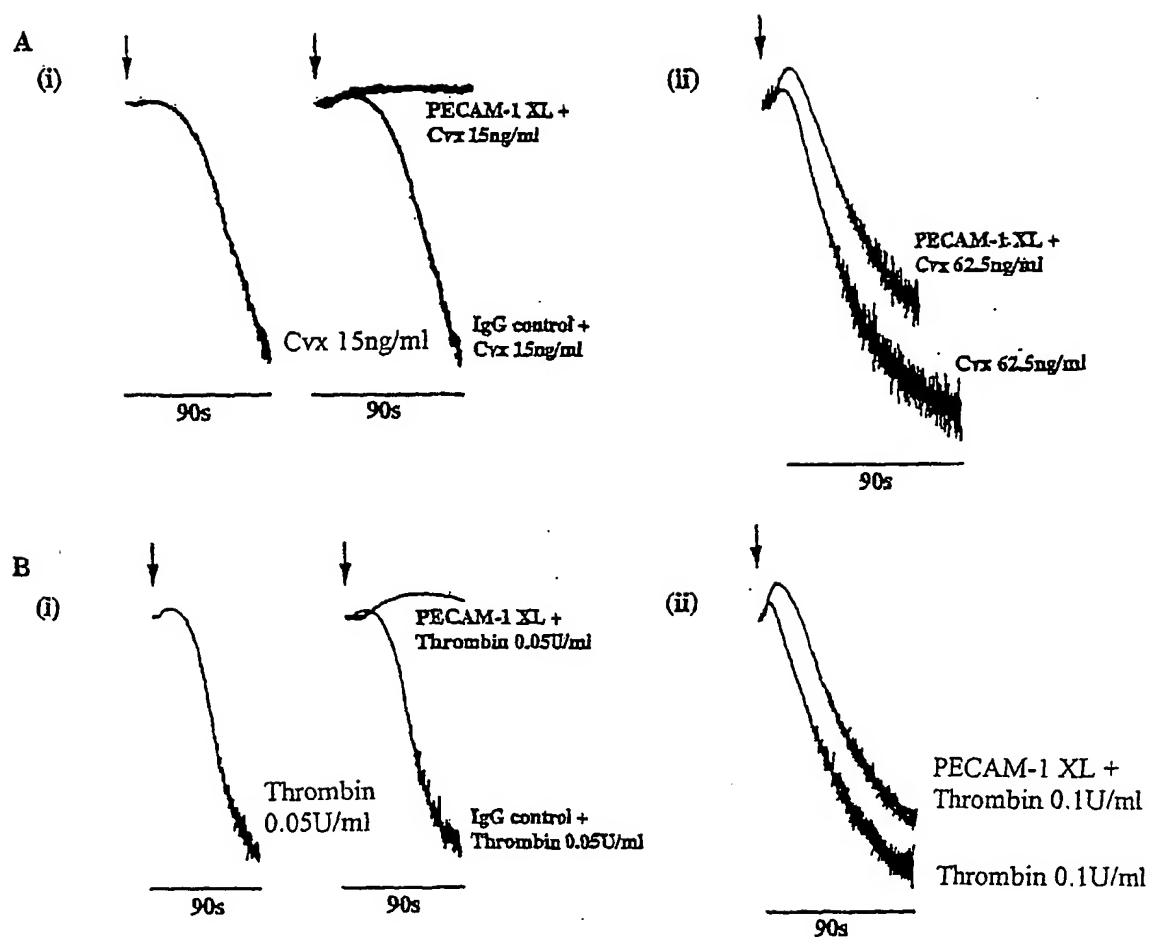 A
(i)
PECAM-1 XL +
Cvx 15ng/ml
Cvx 15ng/ml
IgG control +
Cvx 15ng/ml
90s
90s
(ii)
PECAM-1 XL +
Cvx 62.5ng/ml
Cvx 62.5ng/ml
90s
B
(i)
PECAM-1 XL +
Thrombin 0.05U/ml
Thrombin
0.05U/ml
IgG control +
Thrombin 0.05U/ml
90s
90s
(ii)
PECAM-1 XL +
Thrombin 0.1U/ml
Thrombin 0.1U/ml
90s